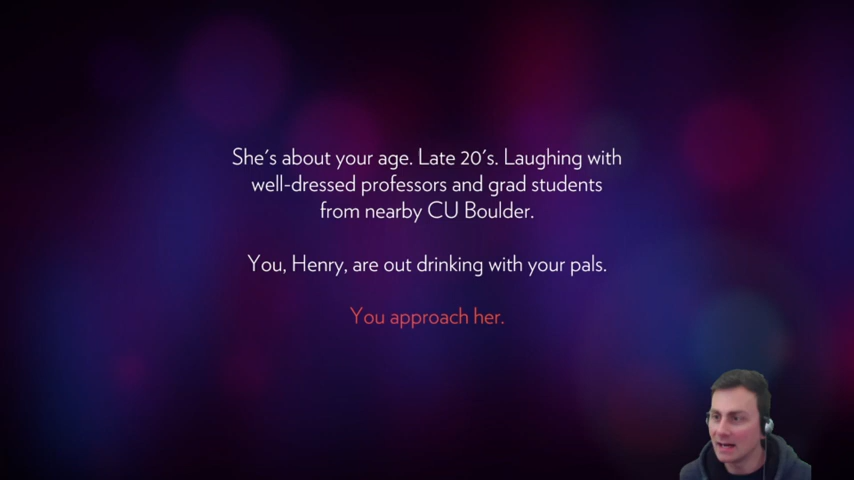 She's about your age. Late 20's. Laughing with
well-dressed professors and grad students
from nearby CU Boulder.
You, Henry, are out drinking with your pals.
You approach her.